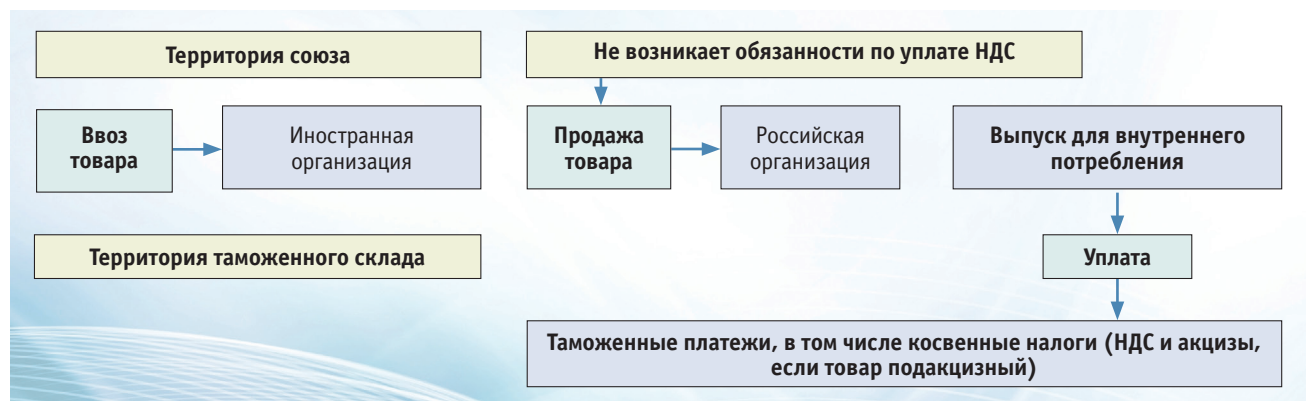 Территория союза
Не возникает обязанности по уплате НДС
Ввоз
товара
Иностранная
организация
Продажа
товара
Российская
организация
Выпуск для внутреннего
потребления
Территория таможенного склада
Уплата
Таможенные платежи, в том числе косвенные налоги (НДС и акцизы,
если товар подакцизный)